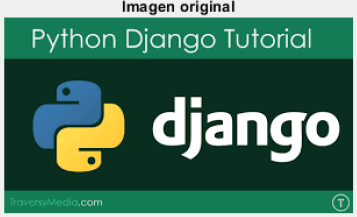 Imagen original
Python Django Tutorial
django
TraversyMedia.com
T